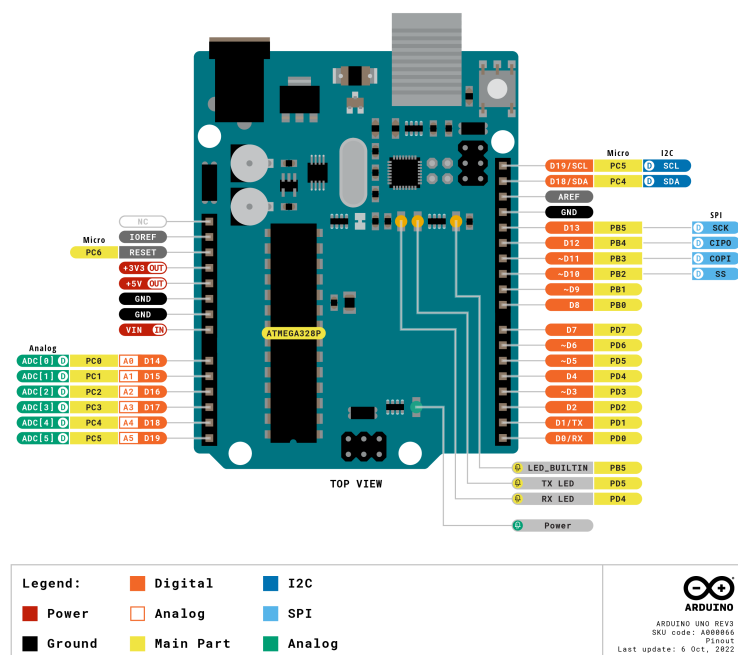 Micro I2C
D19/SCL PC5 D SCL
D18/SDA PC4 D SDA
AREF
GND
SPI
D13 PB5 D SCK
D12 PB4 D CIPO
~D11 PB3 D COPI
~D10 PB2 D SS
~D9 PB1
D8 PB0
D7 PD7
~D6 PD6
~D5 PD5
D4 PD4
~D3 PD3
D2 PD2
D1/TX PD1
D0/RX PD0
NC
IOREF
Micro
PC6 RESET
+3V3 OUT
+5V OUT
GND
GND
VIN IN
Analog
ADC[0] D PC0 A0 D14
ADC[1] D PC1 A1 D15
ADC[2] D PC2 A2 D16
ADC[3] D PC3 A3 D17
ADC[4] D PC4 A4 D18
ADC[5] D PC5 A5 D19
ATMEGA328P
LED_BUILTIN PB5
TX LED PD5
RX LED PD4
Power
TOP VIEW
Legend:
Digital
I2C
Power
Analog
SPI
Ground
Main Part
Analog
ARDUINO
ARDUINO UNO REV3
SKU code: A000066
Pinout
Last update: 6 Oct, 2022